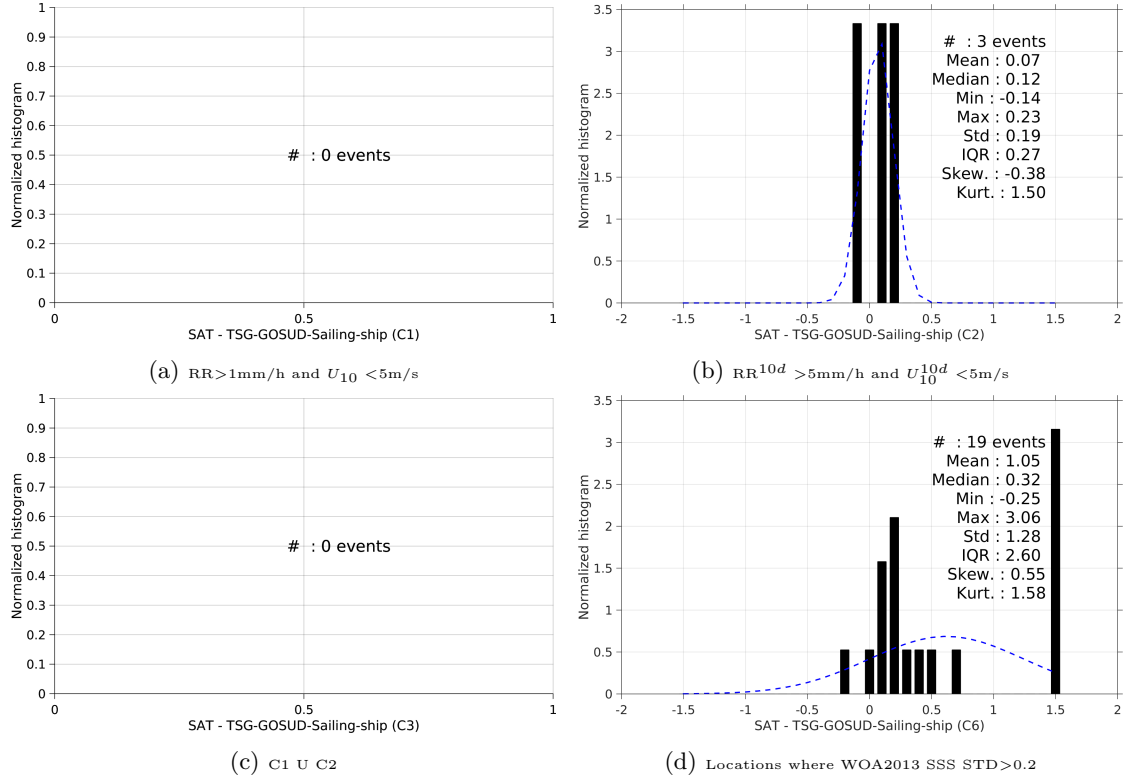 1
0.9
0.8
0.7
0.6
0.5
0.4
0.3
0.2
0.1
0
Normalized histogram
# : 0 events
0 0.5 1
SAT - TSG-GOSUD-Sailing-ship (C1)
(a) RR>1mm/h and U10 <5m/s
3.5
3
2.5
2
1.5
1
0.5
0
Normalized histogram
# : 3 events
Mean : 0.07
Median : 0.12
Min : -0.14
Max : 0.23
Std : 0.19
IQR : 0.27
Skew. : -0.38
Kurt. : 1.50
-2 -1.5 -1 -0.5 0 0.5 1 1.5 2
SAT - TSG-GOSUD-Sailing-ship (C2)
(b) RR10d >5mm/h and U10d10 <5m/s
1
0.9
0.8
0.7
0.6
0.5
0.4
0.3
0.2
0.1
0
Normalized histogram
# : 0 events
0 0.5 1
SAT - TSG-GOSUD-Sailing-ship (C3)
(c) C1 U C2
3.5
3
2.5
2
1.5
1
0.5
0
Normalized histogram
# : 19 events
Mean : 1.05
Median : 0.32
Min : -0.25
Max : 3.06
Std : 1.28
IQR : 2.60
Skew. : 0.55
Kurt. : 1.58
-2 -1.5 -1 -0.5 0 0.5 1 1.5 2
SAT - TSG-GOSUD-Sailing-ship (C6)
(d) Locations where WOA2013 SSS STD>0.2